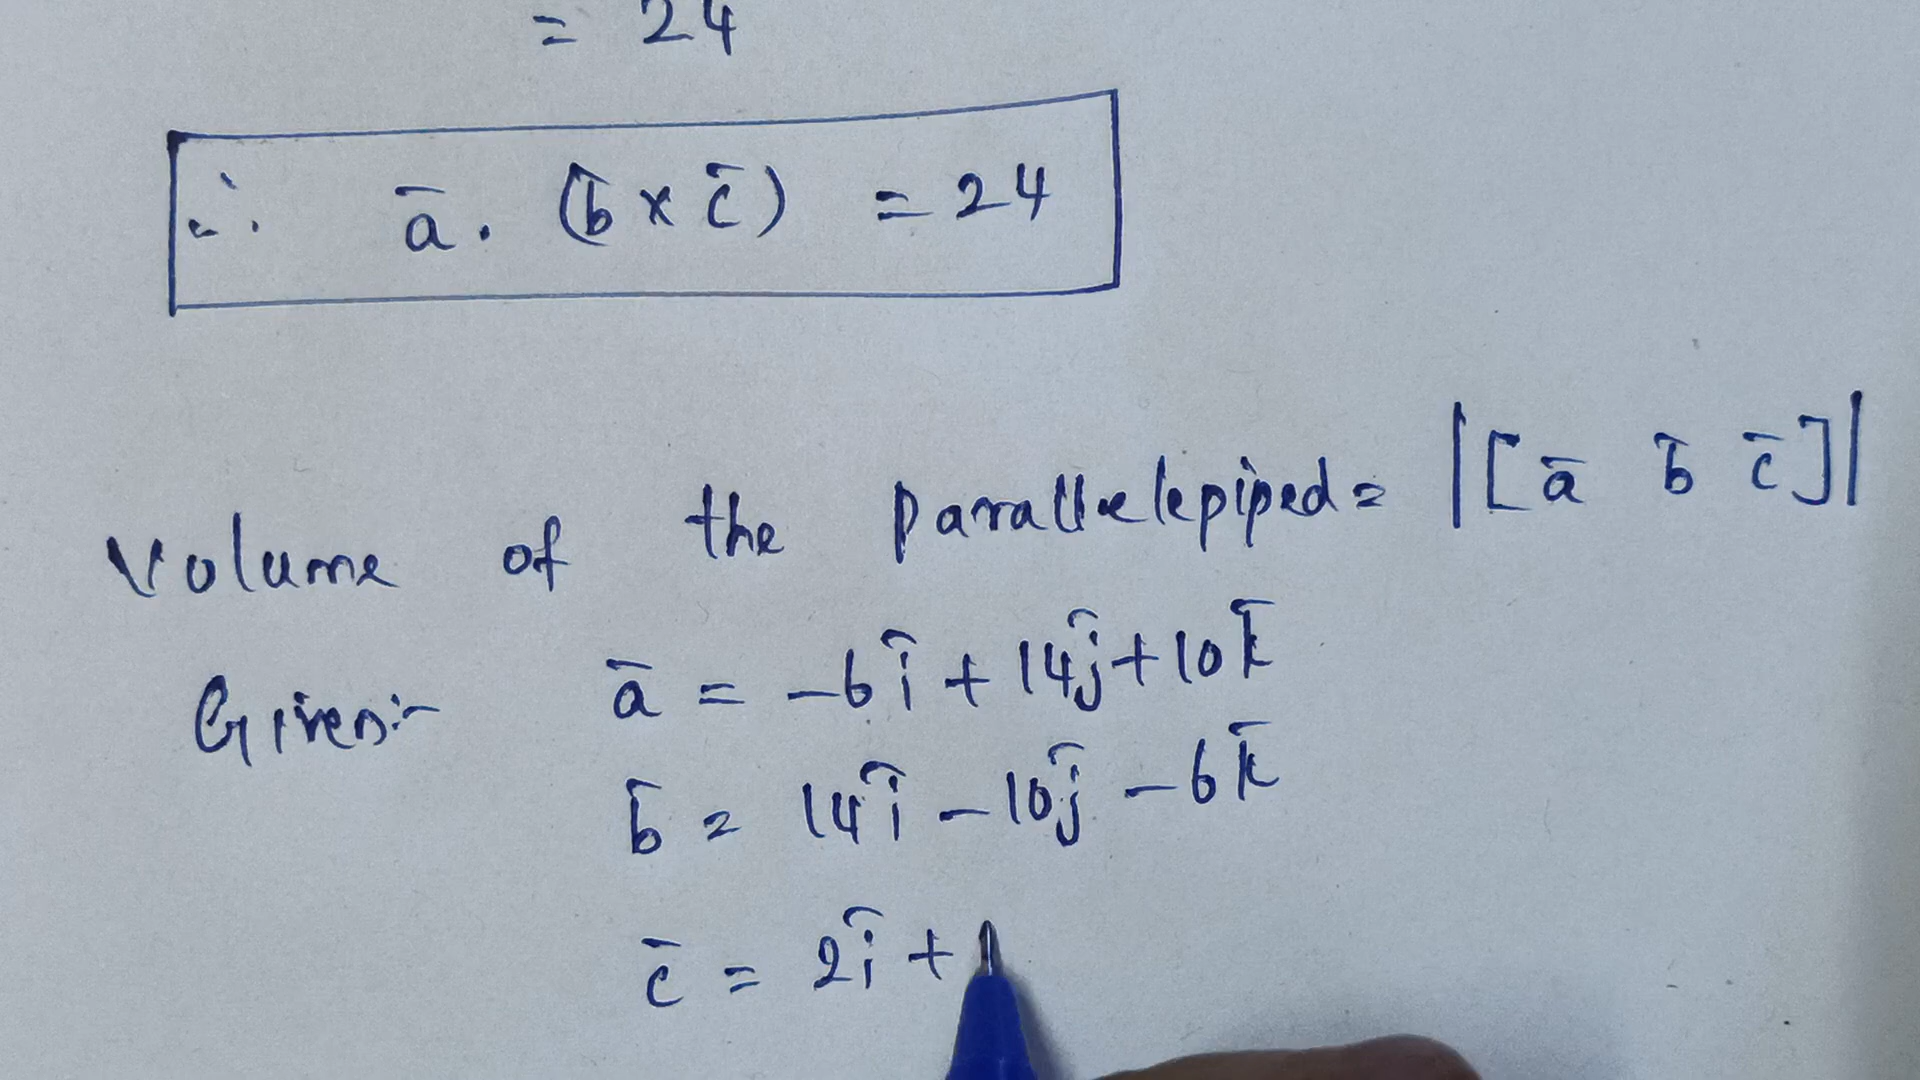 = 24
∴ a̅ . (b̅ × c̅) = 24
Volume of the Parallelepiped = |[a̅ b̅ c̅]|
Given:- a̅ = -6î + 14ĵ + 10k̅
b̅ = 14î - 10ĵ - 6k̅
c̅ = 2î +